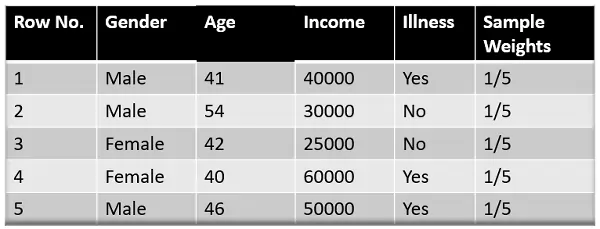 Row No. Gender Age Income Illness Sample
Weights
1 Male 41 40000 Yes 1/5
2 Male 54 30000 No 1/5
3 Female 42 25000 No 1/5
4 Female 40 60000 Yes 1/5
5 Male 46 50000 Yes 1/5